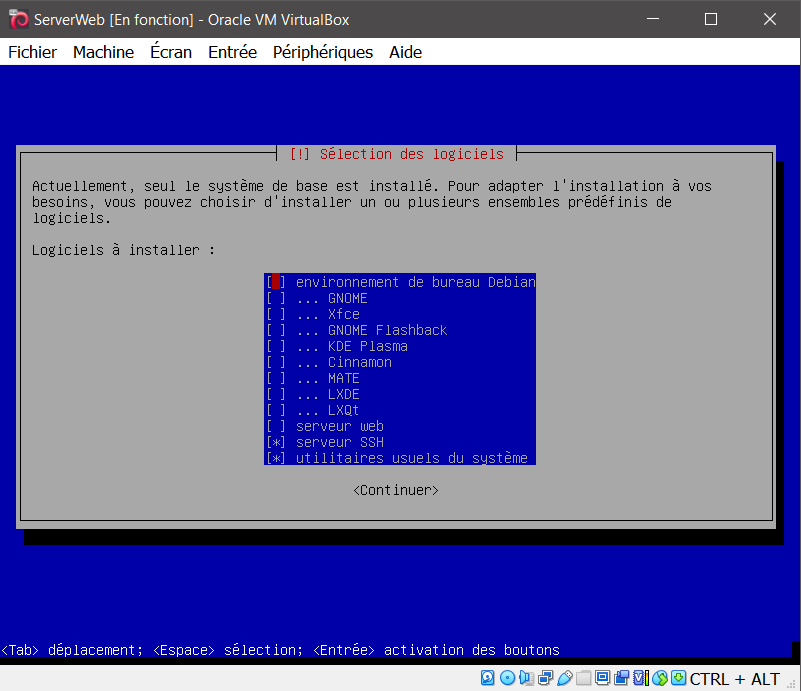 ServerWeb [En fonction] - Oracle VM VirtualBox
Fichier Machine Écran Entrée Périphériques Aide
[!] Sélection des logiciels
Actuellement, seul le système de base est installé. Pour adapter l'installation à vos
besoins, vous pouvez choisir d'installer un ou plusieurs ensembles prédéfinis de
logiciels.
Logiciels à installer :
[ ] environnement de bureau Debian
[ ] ... GNOME
[ ] ... Xfce
[ ] ... GNOME Flashback
[ ] ... KDE Plasma
[ ] ... Cinnamon
[ ] ... MATE
[ ] ... LXDE
[ ] ... LXQt
[ ] serveur web
[*] serveur SSH
[*] utilitaires usuels du système
<Continuer>
<Tab> déplacement; <Espace> sélection; <Entrée> activation des boutons
CTRL + ALT